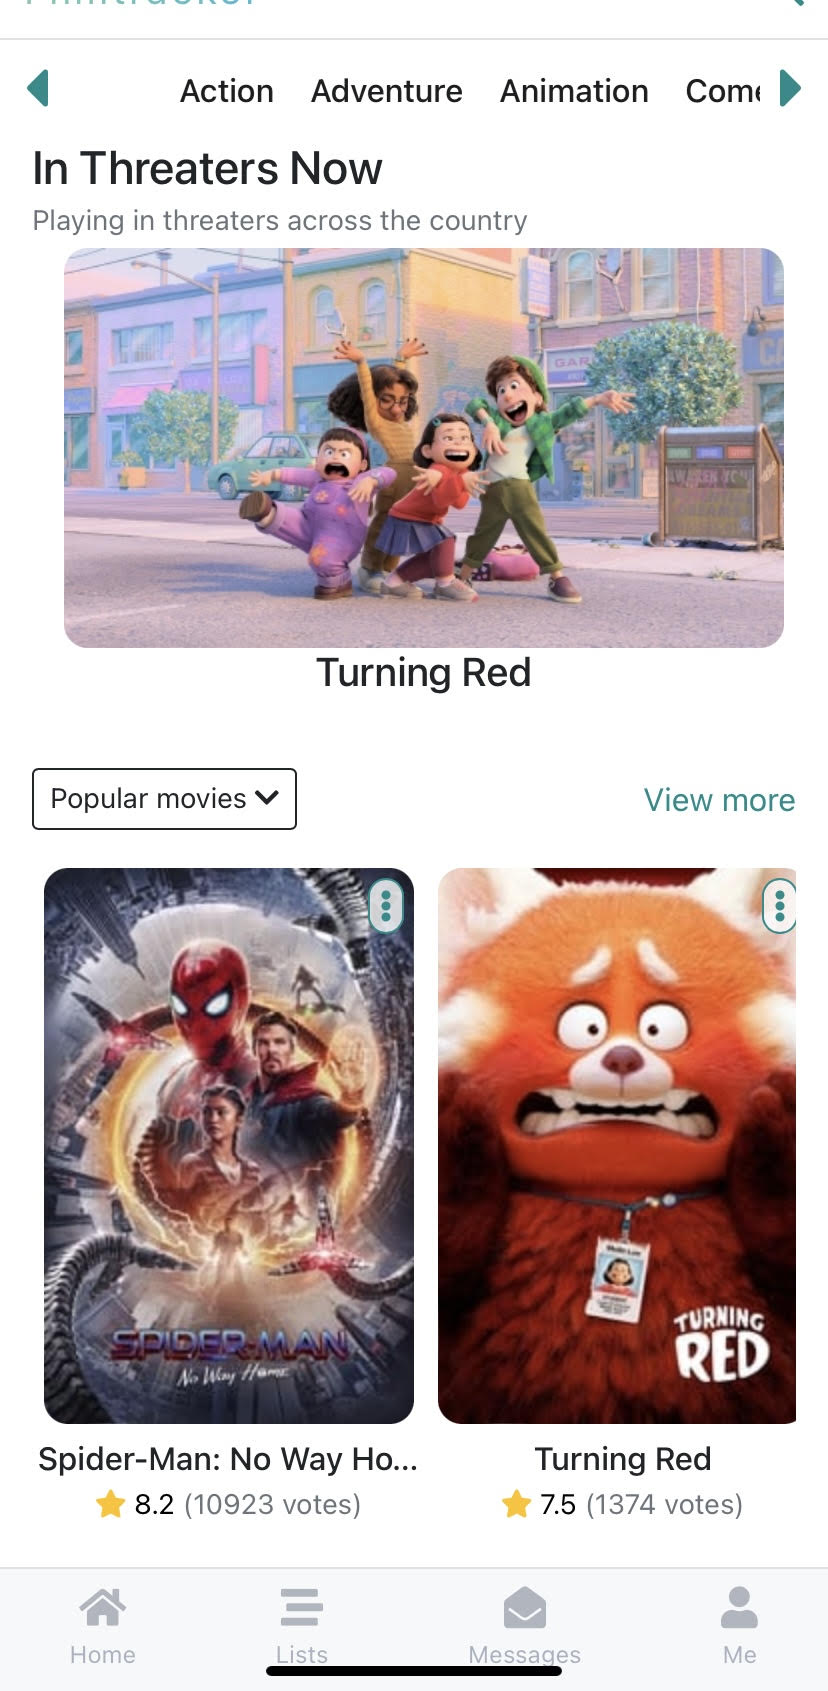 Action Adventure Animation Come
In Threaters Now
Playing in threaters across the country
GAR
CA
Turning Red
Popular movies
View more
SPIDER-MAN
No Way Home
TURNING
RED
Spider-Man: No Way Ho...
Turning Red
8.2 (10923 votes)
7.5 (1374 votes)
Home
Lists
Messages
Me